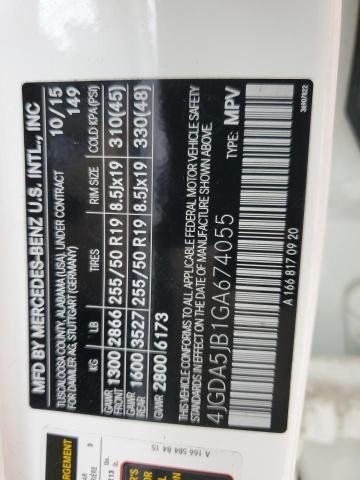 MFD BY MERCEDES-BENZ U.S. INTL., INC
TUSCALOOSA COUNTY, ALABAMA (USA) UNDER CONTRACT 10/15
FOR DAIMLER AG, STUTTGART (GERMANY) 149
KG LB TIRES RIM SIZE COLD KPA(PSI)
GAWR FRONT 1300 2866 255/50 R19 8.5Jx19 310(45)
GAWR REAR 1600 3527 255/50 R19 8.5Jx19 330(48)
GVWR 2800 6173
THIS VEHICLE CONFORMS TO ALL APPLICABLE FEDERAL MOTOR VEHICLE SAFETY
STANDARDS IN EFFECT ON THE DATE OF MANUFACTURE SHOWN ABOVE.
4JGDA5JB1GA674055 TYPE: MPV
A 166 817 09 20
A 166 584 84 15